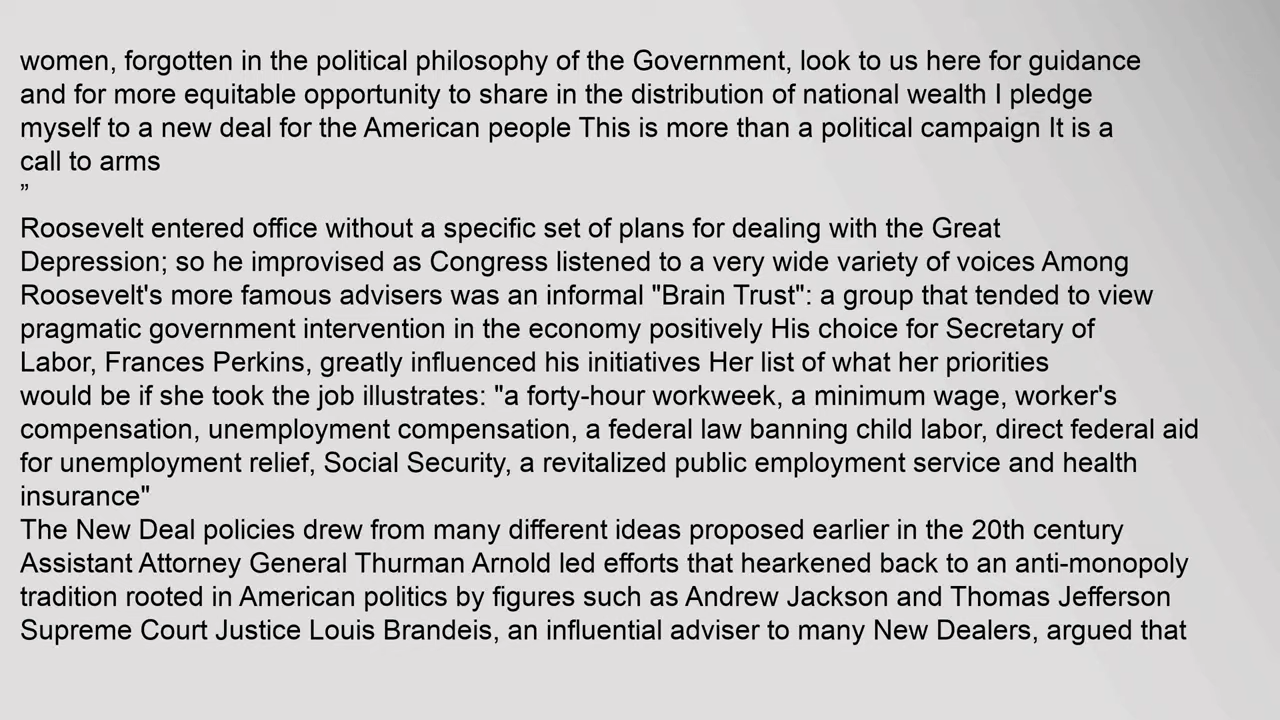 women, forgotten in the political philosophy of the Government, look to us here for guidance
and for more equitable opportunity to share in the distribution of national wealth I pledge
myself to a new deal for the American people This is more than a political campaign It is a
call to arms
”
Roosevelt entered office without a specific set of plans for dealing with the Great
Depression; so he improvised as Congress listened to a very wide variety of voices Among
Roosevelt's more famous advisers was an informal "Brain Trust": a group that tended to view
pragmatic government intervention in the economy positively His choice for Secretary of
Labor, Frances Perkins, greatly influenced his initiatives Her list of what her priorities
would be if she took the job illustrates: "a forty-hour workweek, a minimum wage, worker's
compensation, unemployment compensation, a federal law banning child labor, direct federal aid
for unemployment relief, Social Security, a revitalized public employment service and health
insurance"
The New Deal policies drew from many different ideas proposed earlier in the 20th century
Assistant Attorney General Thurman Arnold led efforts that hearkened back to an anti-monopoly
tradition rooted in American politics by figures such as Andrew Jackson and Thomas Jefferson
Supreme Court Justice Louis Brandeis, an influential adviser to many New Dealers, argued that